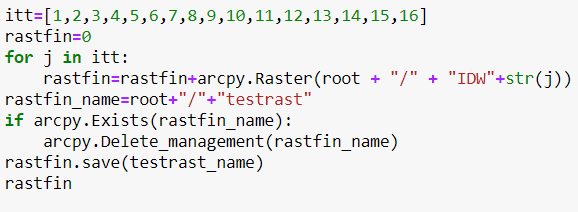 itt=[1,2,3,4,5,6,7,8,9,10,11,12,13,14,15,16]
rastfin=0
for j in itt:
    rastfin=rastfin+arcpy.Raster(root + "/" + "IDW"+str(j))
rastfin_name=root+"/"+"testrast"
if arcpy.Exists(rastfin_name):
    arcpy.Delete_management(rastfin_name)
rastfin.save(testrast_name)
rastfin